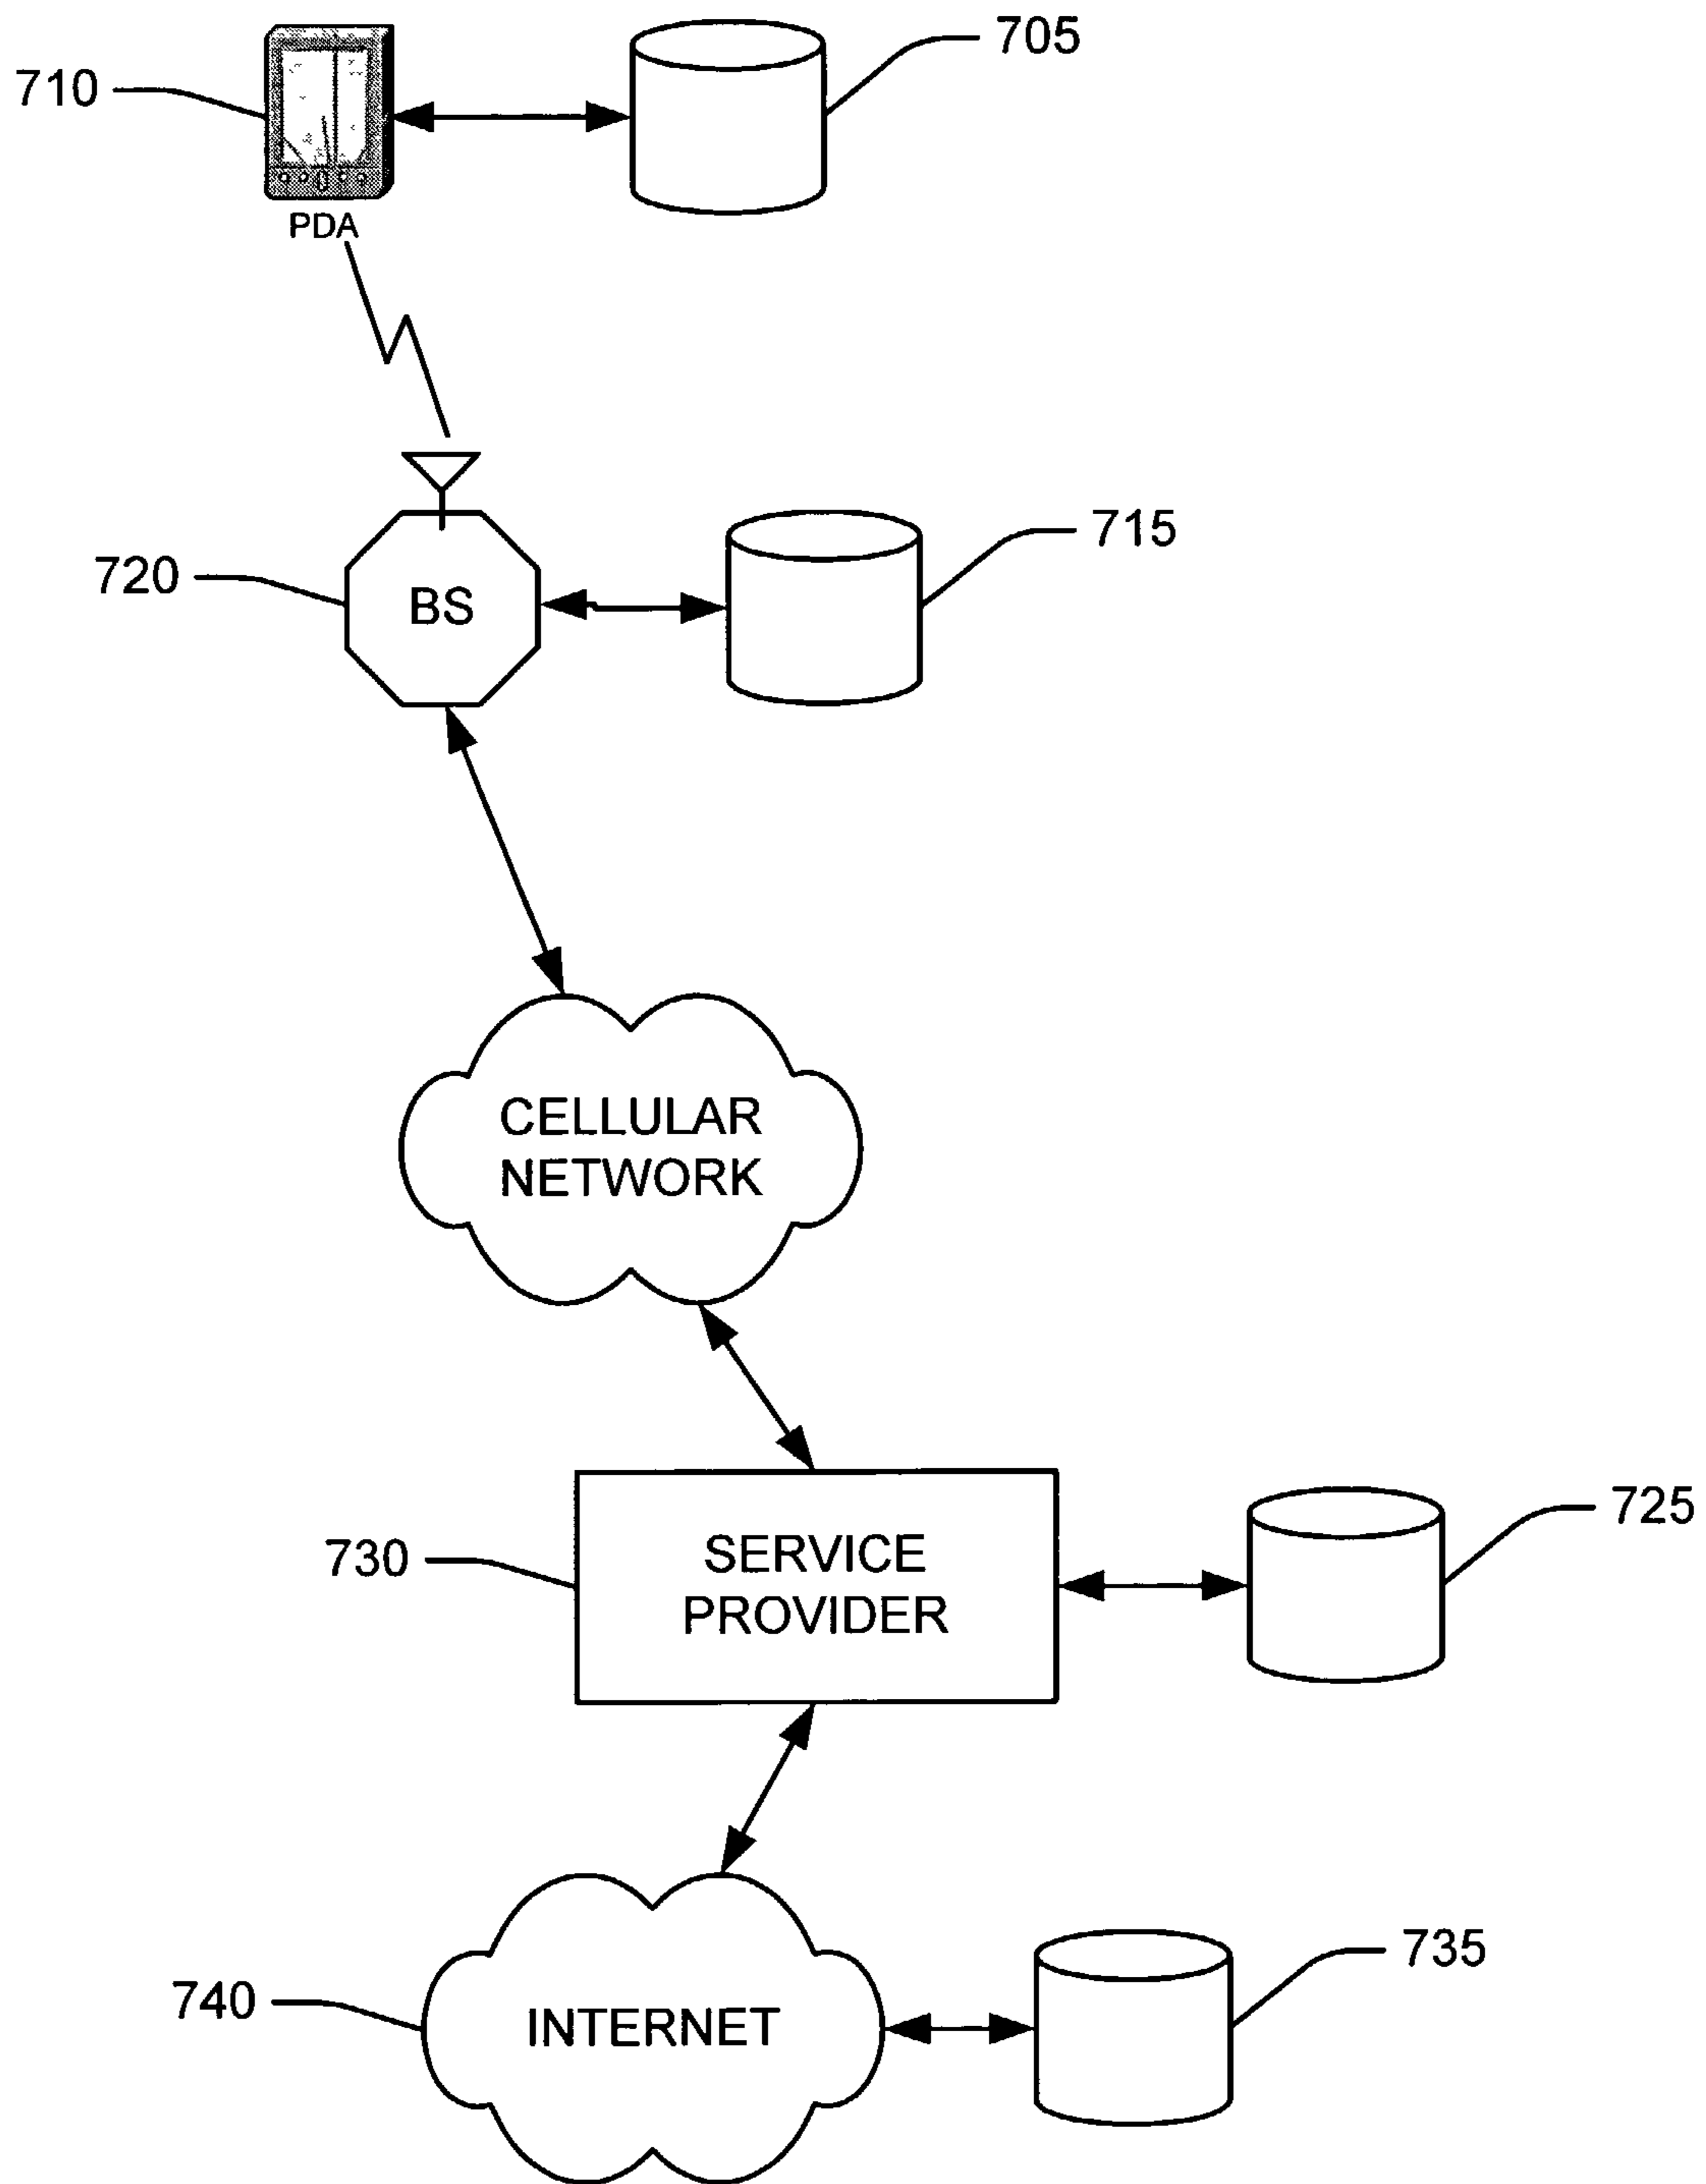 705
710
PDA
715
720
BS
CELLULAR
NETWORK
725
730
SERVICE
PROVIDER
735
740
INTERNET